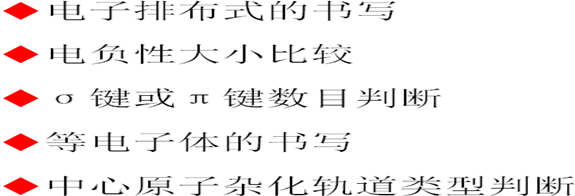 电子排布式的书写
电负性大小比较
σ键或π键数目判断
等电子体的书写
中心原子杂化轨道类型判断